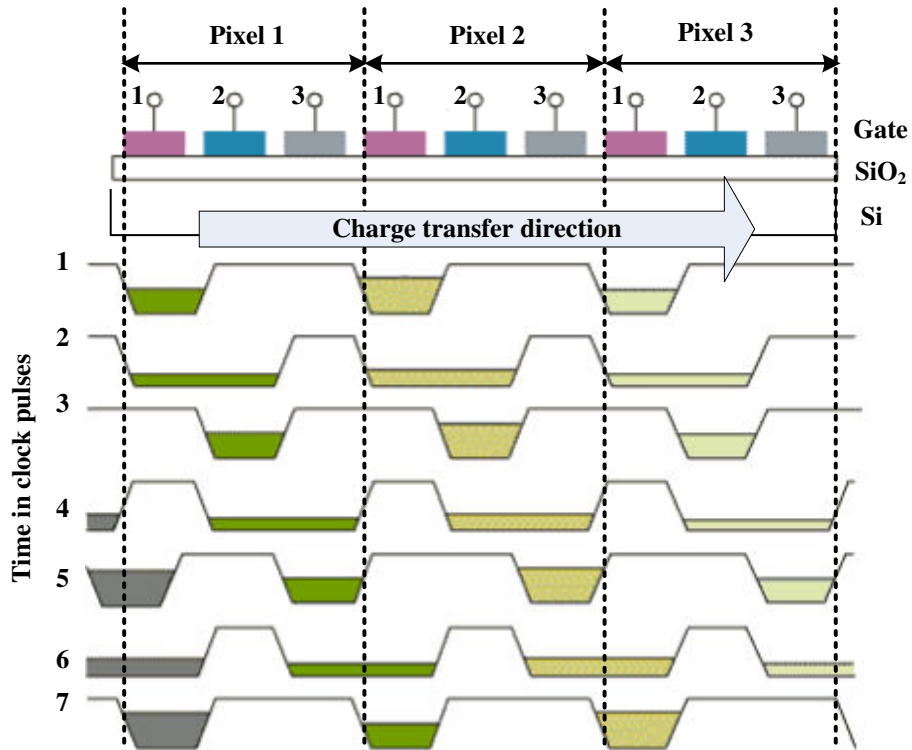 Pixel 1 Pixel 2 Pixel 3
1 2 3 1 2 3 1 2 3
Gate
SiO₂
Si
Charge transfer direction
Time in clock pulses
1
2
3
4
5
6
7